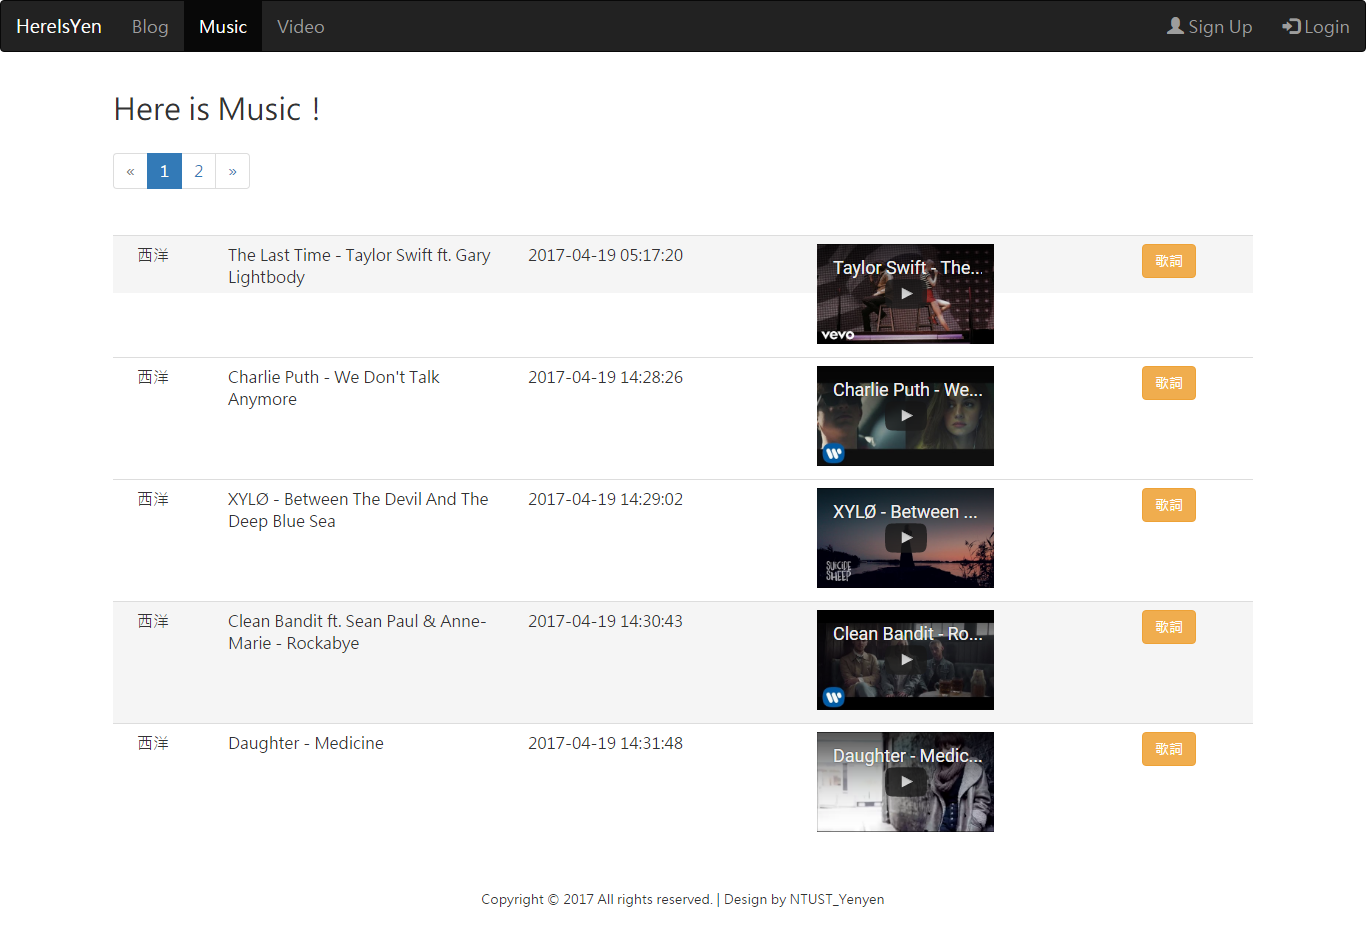 HereIsYen Blog Music Video Sign Up Login
Here is Music！
« 1 2 »
西洋 The Last Time - Taylor Swift ft. Gary 2017-04-19 05:17:20 Taylor Swift - The... 歌詞
Lightbody
vevo
西洋 Charlie Puth - We Don't Talk 2017-04-19 14:28:26 Charlie Puth - We... 歌詞
Anymore
西洋 XYLØ - Between The Devil And The 2017-04-19 14:29:02 XYLØ - Between ... 歌詞
Deep Blue Sea
SUICIDE
SHEEP
西洋 Clean Bandit ft. Sean Paul & Anne- 2017-04-19 14:30:43 Clean Bandit - Ro... 歌詞
Marie - Rockabye
西洋 Daughter - Medicine 2017-04-19 14:31:48 Daughter - Medic... 歌詞
Copyright © 2017 All rights reserved. | Design by NTUST_Yenyen